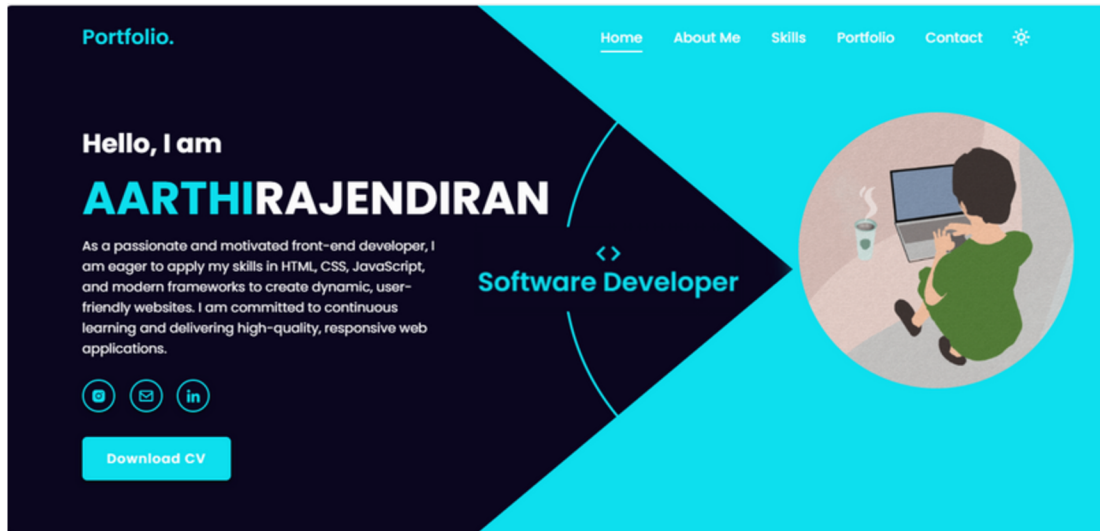 Portfolio.
Home About Me Skills Portfolio Contact
Hello, I am
AARTHIRAJENDIRAN
As a passionate and motivated front-end developer, I
am eager to apply my skills in HTML, CSS, JavaScript,
and modern frameworks to create dynamic, user-
friendly websites. I am committed to continuous
learning and delivering high-quality, responsive web
applications.
<>
Software Developer
in
Download CV